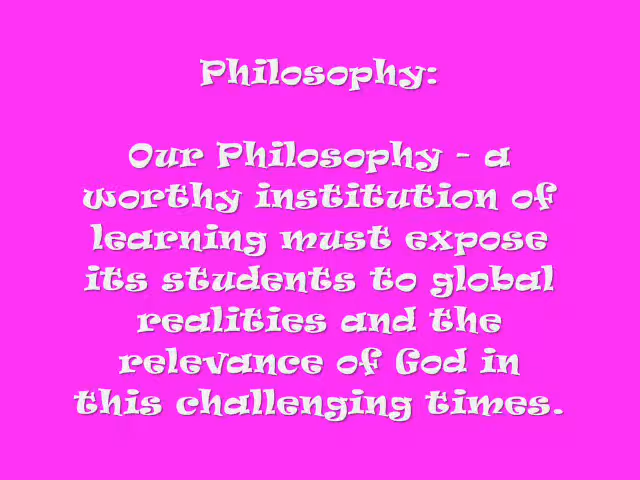 Philosophy:
Our Philosophy - a
worthy institution of
learning must expose
its students to global
realities and the
relevance of God in
this challenging times.